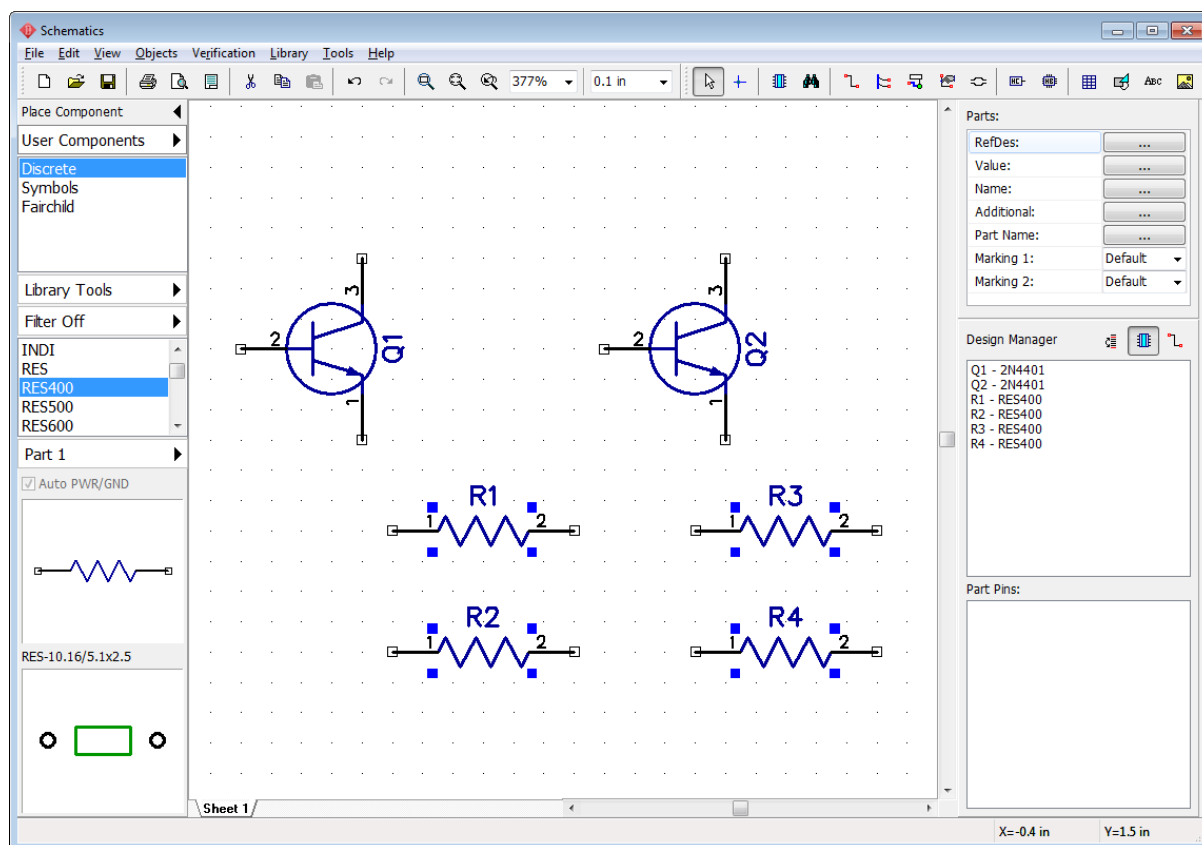 Schematics
File Edit View Objects Verification Library Tools Help
377% 0.1 in ABC
Place Component
User Components
Discrete
Symbols
Fairchild
Library Tools
Filter Off
INDI
RES
RES400
RES500
RES600
Part 1
Auto PWR/GND
RES-10.16/5.1x2.5
3
2
Q1
1
3
2
Q2
1
R1
1 2
R3
1 2
R2
1 2
R4
1 2
Sheet 1
Parts:
RefDes: ...
Value: ...
Name: ...
Additional: ...
Part Name: ...
Marking 1: Default
Marking 2: Default
Design Manager
Q1 - 2N4401
Q2 - 2N4401
R1 - RES400
R2 - RES400
R3 - RES400
R4 - RES400
Part Pins:
X=-0.4 in Y=1.5 in